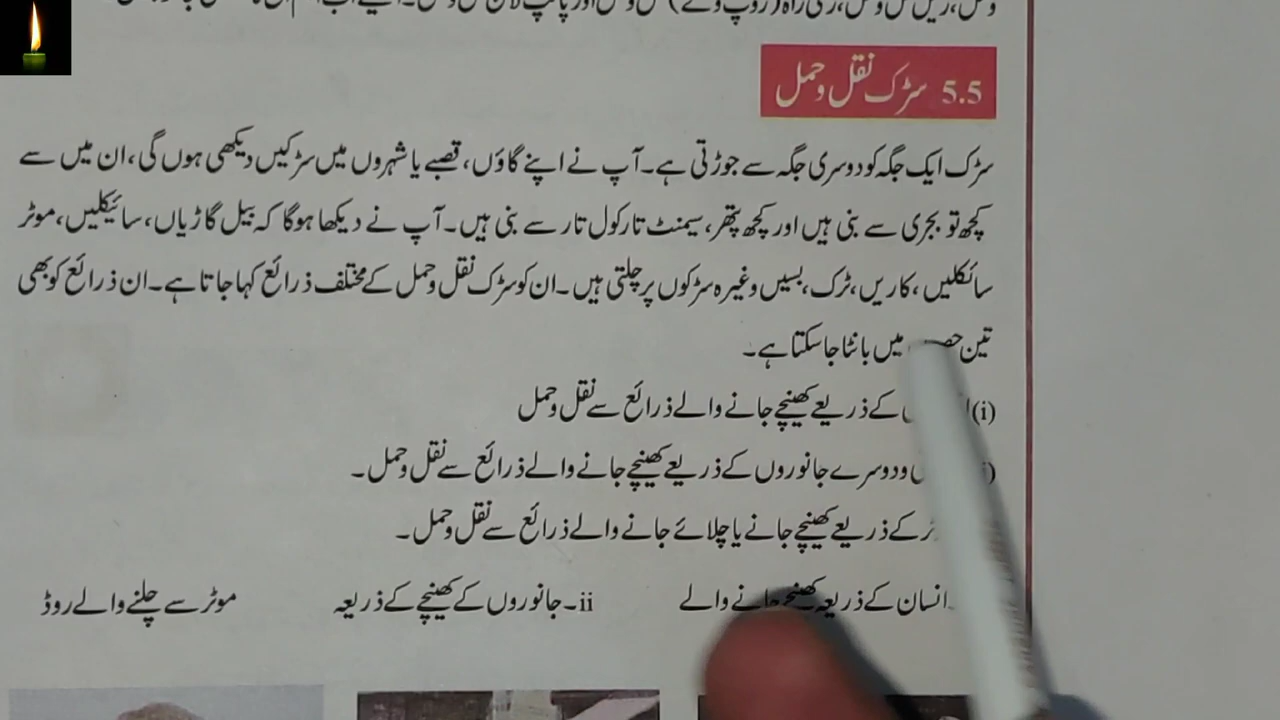 5.5 سڑک نقل و حمل
سڑک ایک جگہ کو دوسری جگہ سے جوڑتی ہے۔ آپ نے اپنے گاؤں، قصبے یا شہروں میں سڑکیں دیکھی ہوں گی، ان میں سے
کچھ تو بجری سے بنی ہیں اور کچھ پتھر، سیمنٹ تارکول تار سے بنی ہیں۔ آپ نے دیکھا ہوگا کہ بیل گاڑیاں، سائیکلیں، موٹر
سائکلیں، کاریں، ٹرک، بسیں وغیرہ سڑکوں پر چلتی ہیں۔ ان کو سڑک نقل و حمل کے مختلف ذرائع کہا جاتا ہے۔ ان ذرائع کو بھی
تین میں بانٹا جاسکتا ہے۔
(i) کے ذریعے کھینچے جانے والے ذرائع سے نقل و حمل
ودوسرے جانوروں کے ذریعے کھینچے جانے والے ذرائع سے نقل و حمل۔
کے ذریعے کھینچے جانے یا چلائے جانے والے ذرائع سے نقل و حمل۔
۔انسان کے ذریعہ کھینچے جانے والے
ii۔جانوروں کے کھینچے کے ذریعہ
موٹر سے چلنے والے روڈ